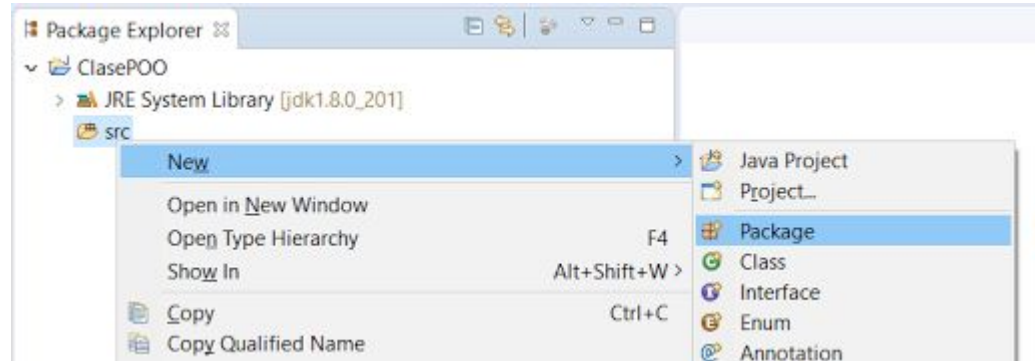 Package Explorer
ClasePOO
JRE System Library [jdk1.8.0_201]
src
New
Open in New Window
Open Type Hierarchy F4
Show In Alt+Shift+W >
Copy Ctrl+C
Copy Qualified Name
Java Project
Project...
Package
Class
Interface
Enum
Annotation